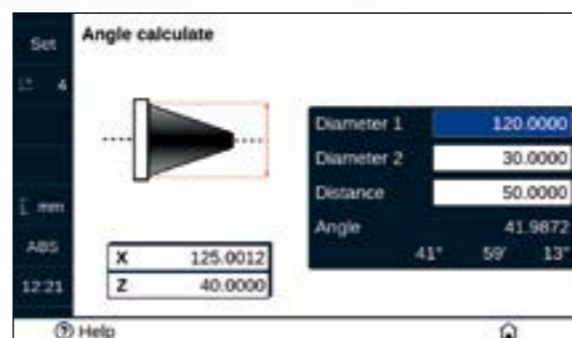 Set
Angle calculate
4
Diameter 1 120.0000
Diameter 2 30.0000
Distance 50.0000
Angle 41.9872
41° 59' 13"
mm
ABS
12:21
X 125.0012
Z 40.0000
Help